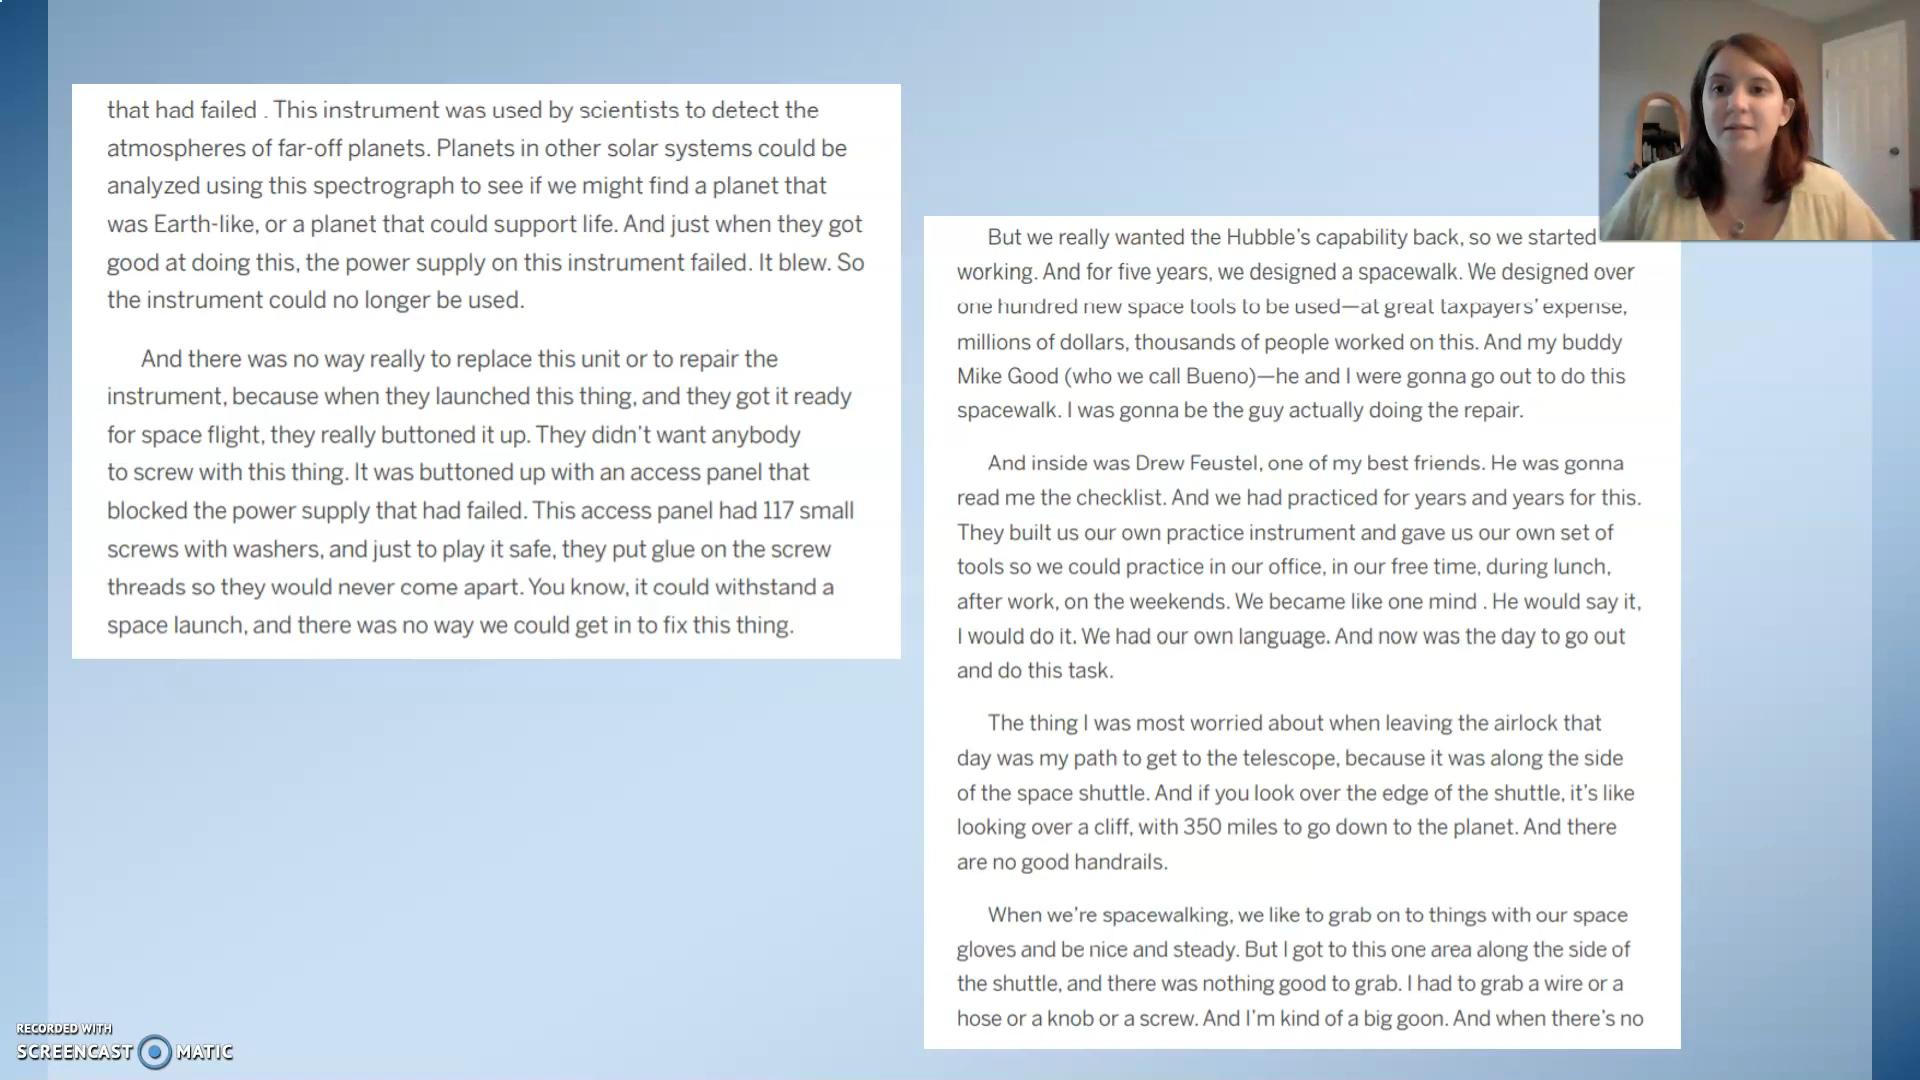 that had failed . This instrument was used by scientists to detect the
atmospheres of far-off planets. Planets in other solar systems could be
analyzed using this spectrograph to see if we might find a planet that
was Earth-like, or a planet that could support life. And just when they got
good at doing this, the power supply on this instrument failed. It blew. So
the instrument could no longer be used.
And there was no way really to replace this unit or to repair the
instrument, because when they launched this thing, and they got it ready
for space flight, they really buttoned it up. They didn't want anybody
to screw with this thing. It was buttoned up with an access panel that
blocked the power supply that had failed. This access panel had 117 small
screws with washers, and just to play it safe, they put glue on the screw
threads so they would never come apart. You know, it could withstand a
space launch, and there was no way we could get in to fix this thing.
But we really wanted the Hubble's capability back, so we started
working. And for five years, we designed a spacewalk. We designed over
one hundred new space tools to be used—at great taxpayers' expense,
millions of dollars, thousands of people worked on this. And my buddy
Mike Good (who we call Bueno)—he and I were gonna go out to do this
spacewalk. I was gonna be the guy actually doing the repair.
And inside was Drew Feustel, one of my best friends. He was gonna
read me the checklist. And we had practiced for years and years for this.
They built us our own practice instrument and gave us our own set of
tools so we could practice in our office, in our free time, during lunch,
after work, on the weekends. We became like one mind . He would say it,
I would do it. We had our own language. And now was the day to go out
and do this task.
The thing I was most worried about when leaving the airlock that
day was my path to get to the telescope, because it was along the side
of the space shuttle. And if you look over the edge of the shuttle, it's like
looking over a cliff, with 350 miles to go down to the planet. And there
are no good handrails.
When we're spacewalking, we like to grab on to things with our space
gloves and be nice and steady. But I got to this one area along the side of
the shuttle, and there was nothing good to grab. I had to grab a wire or a
hose or a knob or a screw. And I'm kind of a big goon. And when there's no
RECORDED WITH
SCREENCAST MATIC